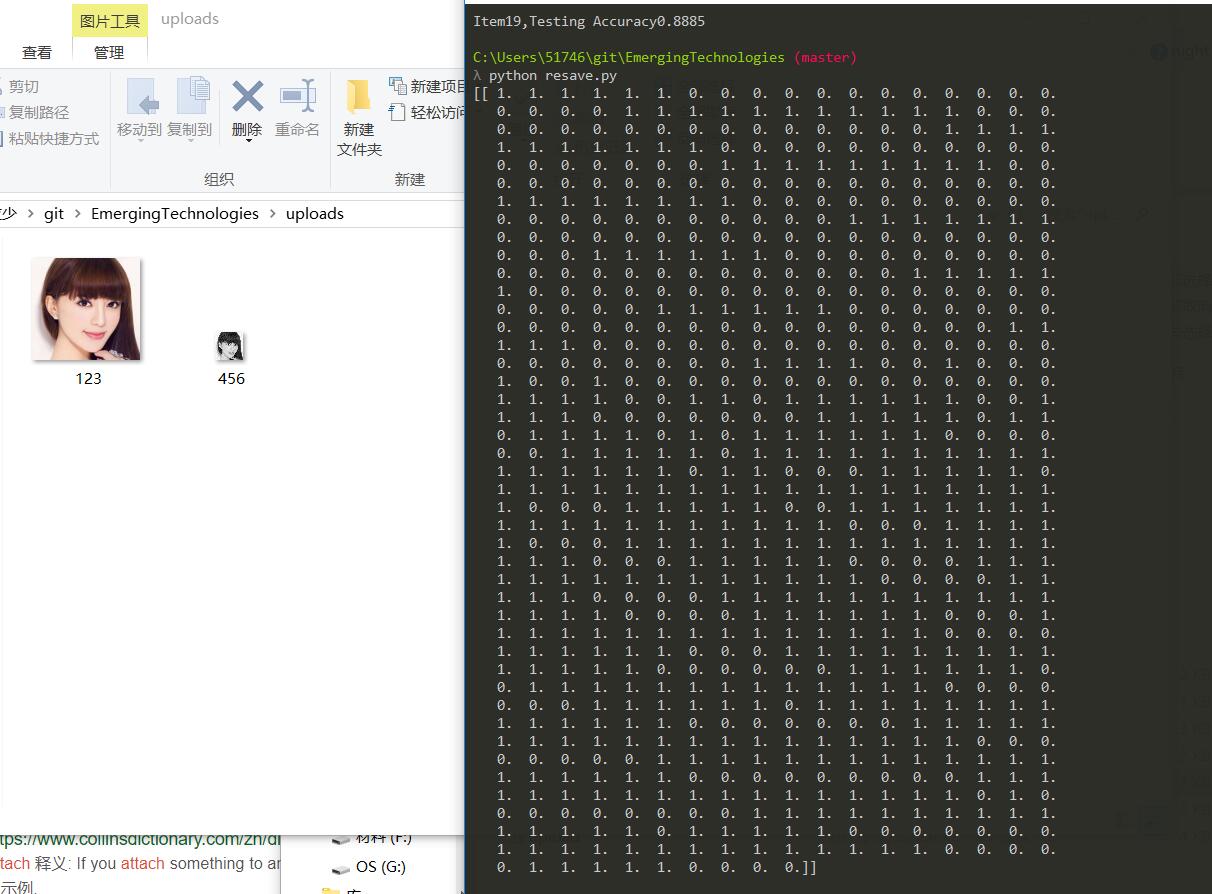 图片工具 uploads
查看 管理
剪切
复制路径
粘贴快捷方式
移动到 复制到 删除 重命名
新建
文件夹
新建项目
轻松访问
组织 新建
git > EmergingTechnologies > uploads
123 456
tps://www.collinsdictionary.com/zh/di
tach 释义: If you attach something to an
示例.
材料 (F:)
OS (G:)
Item19,Testing Accuracy0.8885
C:\Users\51746\git\EmergingTechnologies (master)
λ python resave.py
[[ 1. 1. 1. 1. 1. 1. 0. 0. 0. 0. 0. 0. 0. 0. 0. 0. 0. 0.
0. 0. 0. 0. 1. 1. 1. 1. 1. 1. 1. 1. 1. 1. 1. 0. 0. 0.
0. 0. 0. 0. 0. 0. 0. 0. 0. 0. 0. 0. 0. 0. 1. 1. 1. 1.
1. 1. 1. 1. 1. 1. 1. 0. 0. 0. 0. 0. 0. 0. 0. 0. 0. 0.
0. 0. 0. 0. 0. 0. 0. 1. 1. 1. 1. 1. 1. 1. 1. 1. 0. 0.
0. 0. 0. 0. 0. 0. 0. 0. 0. 0. 0. 0. 0. 0. 0. 0. 0. 0.
1. 1. 1. 1. 1. 1. 1. 1. 0. 0. 0. 0. 0. 0. 0. 0. 0. 0.
0. 0. 0. 0. 0. 0. 0. 0. 0. 0. 0. 1. 1. 1. 1. 1. 1. 1.
0. 0. 0. 0. 0. 0. 0. 0. 0. 0. 0. 0. 0. 0. 0. 0. 0. 0.
0. 0. 0. 1. 1. 1. 1. 1. 1. 0. 0. 0. 0. 0. 0. 0. 0. 0.
0. 0. 0. 0. 0. 0. 0. 0. 0. 0. 0. 0. 0. 1. 1. 1. 1. 1.
1. 0. 0. 0. 0. 0. 0. 0. 0. 0. 0. 0. 0. 0. 0. 0. 0. 0.
0. 0. 0. 0. 0. 1. 1. 1. 1. 1. 1. 0. 0. 0. 0. 0. 0. 0.
0. 0. 0. 0. 0. 0. 0. 0. 0. 0. 0. 0. 0. 0. 0. 0. 1. 1.
1. 1. 1. 0. 0. 0. 0. 0. 0. 0. 0. 0. 0. 0. 0. 0. 0. 0.
0. 0. 0. 0. 0. 0. 0. 0. 1. 1. 1. 1. 0. 0. 1. 0. 0. 0.
1. 0. 0. 1. 0. 0. 0. 0. 0. 0. 0. 0. 0. 0. 0. 0. 0. 0.
1. 1. 1. 1. 0. 0. 0. 1. 0. 0. 0. 1. 1. 1. 1. 0. 0. 1.
1. 1. 1. 0. 0. 0. 0. 0. 0. 0. 1. 1. 1. 1. 1. 0. 1. 1.
0. 1. 1. 1. 1. 0. 1. 0. 1. 1. 1. 1. 1. 1. 0. 0. 0. 0.
0. 0. 1. 1. 1. 1. 1. 0. 1. 1. 1. 1. 1. 1. 1. 1. 1. 1.
1. 1. 1. 1. 1. 1. 0. 1. 1. 0. 0. 0. 1. 1. 1. 1. 1. 0.
1. 1. 1. 1. 1. 1. 1. 1. 1. 1. 1. 1. 1. 1. 1. 1. 1. 1.
1. 0. 0. 0. 1. 1. 1. 1. 1. 0. 0. 1. 1. 1. 1. 1. 1. 1.
1. 1. 1. 1. 1. 1. 1. 1. 1. 1. 1. 0. 0. 0. 1. 1. 1. 1.
1. 0. 0. 0. 1. 1. 1. 1. 1. 1. 1. 1. 1. 1. 1. 1. 1. 1.
1. 1. 1. 0. 0. 0. 1. 1. 1. 1. 1. 0. 0. 0. 0. 1. 1. 1.
1. 1. 1. 1. 1. 1. 1. 1. 1. 1. 1. 1. 0. 0. 0. 0. 1. 1.
1. 1. 1. 0. 0. 0. 0. 1. 1. 1. 1. 1. 1. 1. 1. 1. 1. 1.
1. 1. 1. 1. 0. 0. 0. 0. 1. 1. 1. 1. 1. 1. 0. 0. 0. 1.
1. 1. 1. 1. 1. 1. 1. 1. 1. 1. 1. 1. 1. 1. 0. 0. 0. 0.
1. 1. 1. 1. 1. 1. 0. 0. 0. 1. 1. 1. 1. 1. 1. 1. 1. 1.
1. 1. 1. 1. 1. 0. 0. 0. 0. 0. 0. 1. 1. 1. 1. 1. 1. 0.
0. 1. 1. 1. 1. 1. 1. 1. 1. 1. 1. 1. 1. 1. 0. 0. 0. 0.
0. 0. 0. 1. 1. 1. 1. 1. 1. 0. 1. 1. 1. 1. 1. 1. 1. 1.
1. 1. 1. 1. 1. 1. 0. 0. 0. 0. 0. 0. 0. 1. 1. 1. 1. 1.
1. 1. 1. 1. 1. 1. 1. 1. 1. 1. 1. 1. 1. 1. 1. 0. 0. 0.
0. 0. 0. 0. 0. 1. 1. 1. 1. 1. 1. 1. 1. 1. 1. 1. 1. 1.
1. 1. 1. 1. 1. 1. 0. 0. 0. 0. 0. 0. 0. 0. 0. 1. 1. 1.
1. 1. 1. 1. 1. 1. 1. 1. 1. 1. 1. 1. 1. 1. 1. 0. 1. 0.
0. 0. 0. 0. 0. 0. 0. 1. 1. 1. 1. 1. 1. 1. 1. 1. 1. 1.
1. 1. 1. 1. 1. 0. 1. 1. 1. 1. 1. 0. 0. 0. 0. 0. 0. 0.
1. 1. 1. 1. 1. 1. 1. 1. 1. 1. 1. 1. 1. 1. 0. 0. 0. 0.
0. 1. 1. 1. 1. 1. 0. 0. 0. 0.]]